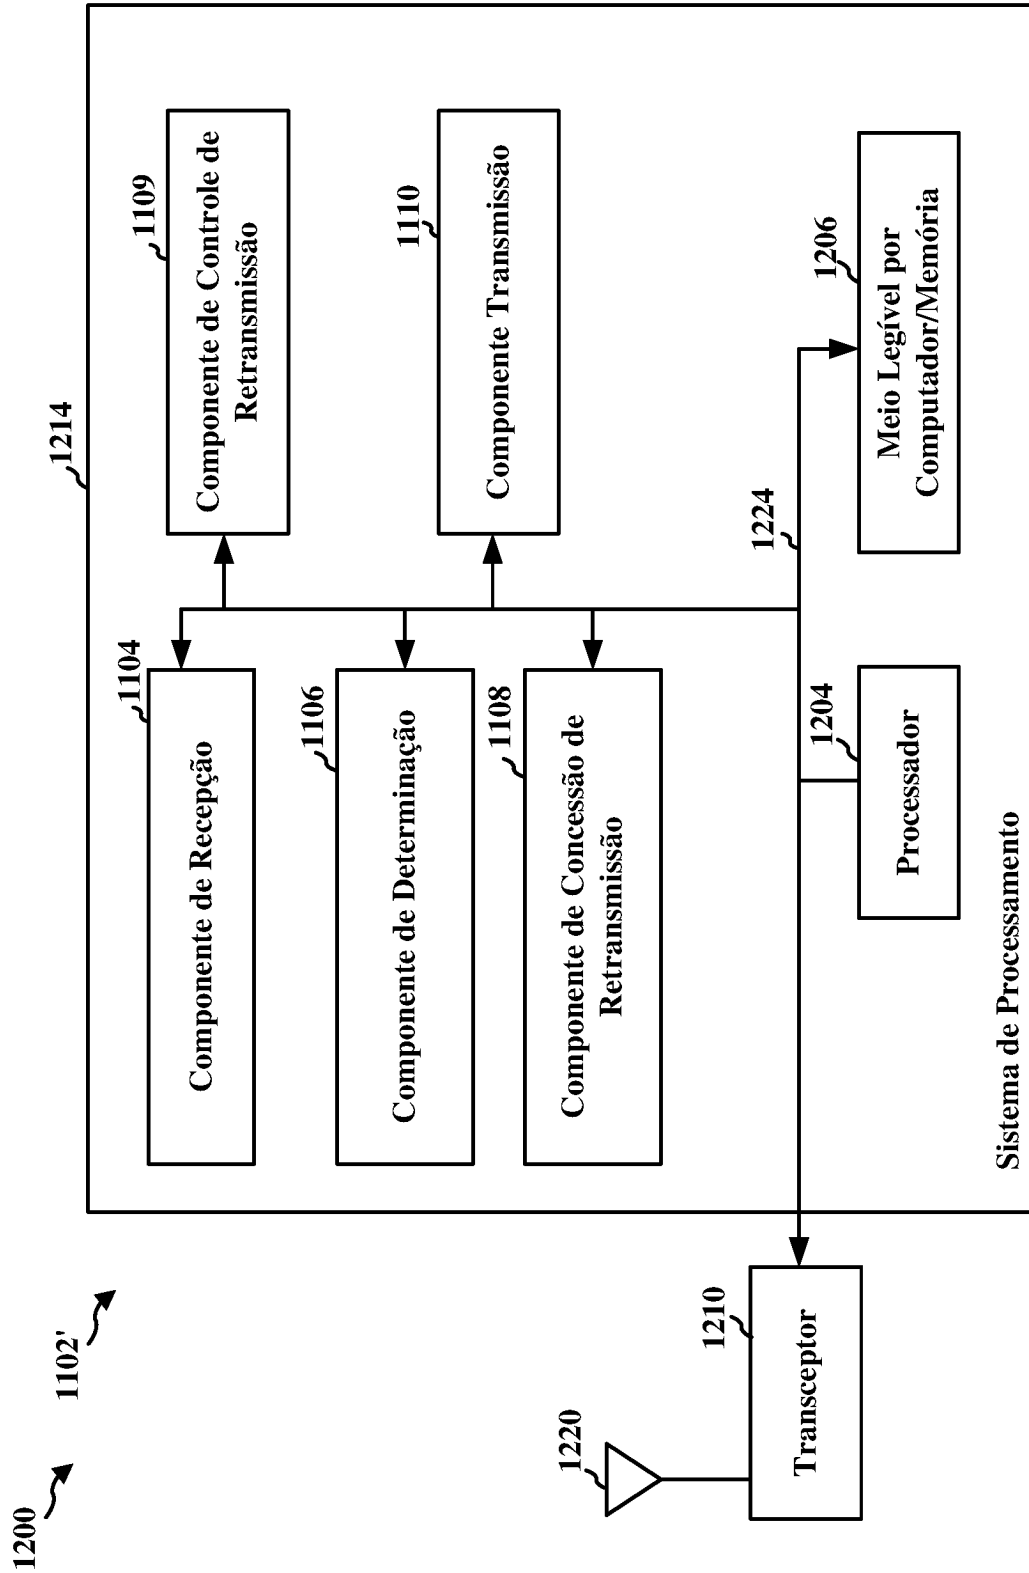 1200
1102'
1214
1104
Componente de Recepção
1109
Componente de Controle de
Retransmissão
1106
Componente de Determinação
1110
Componente Transmissão
1108
Componente de Concessão de
Retransmissão
1220
1210
Transceptor
1224
1204
Processador
1206
Meio Legível por
Computador/Memória
Sistema de Processamento